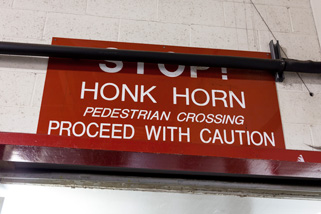 STOP!
HONK HORN
PEDESTRIAN CROSSING
PROCEED WITH CAUTION